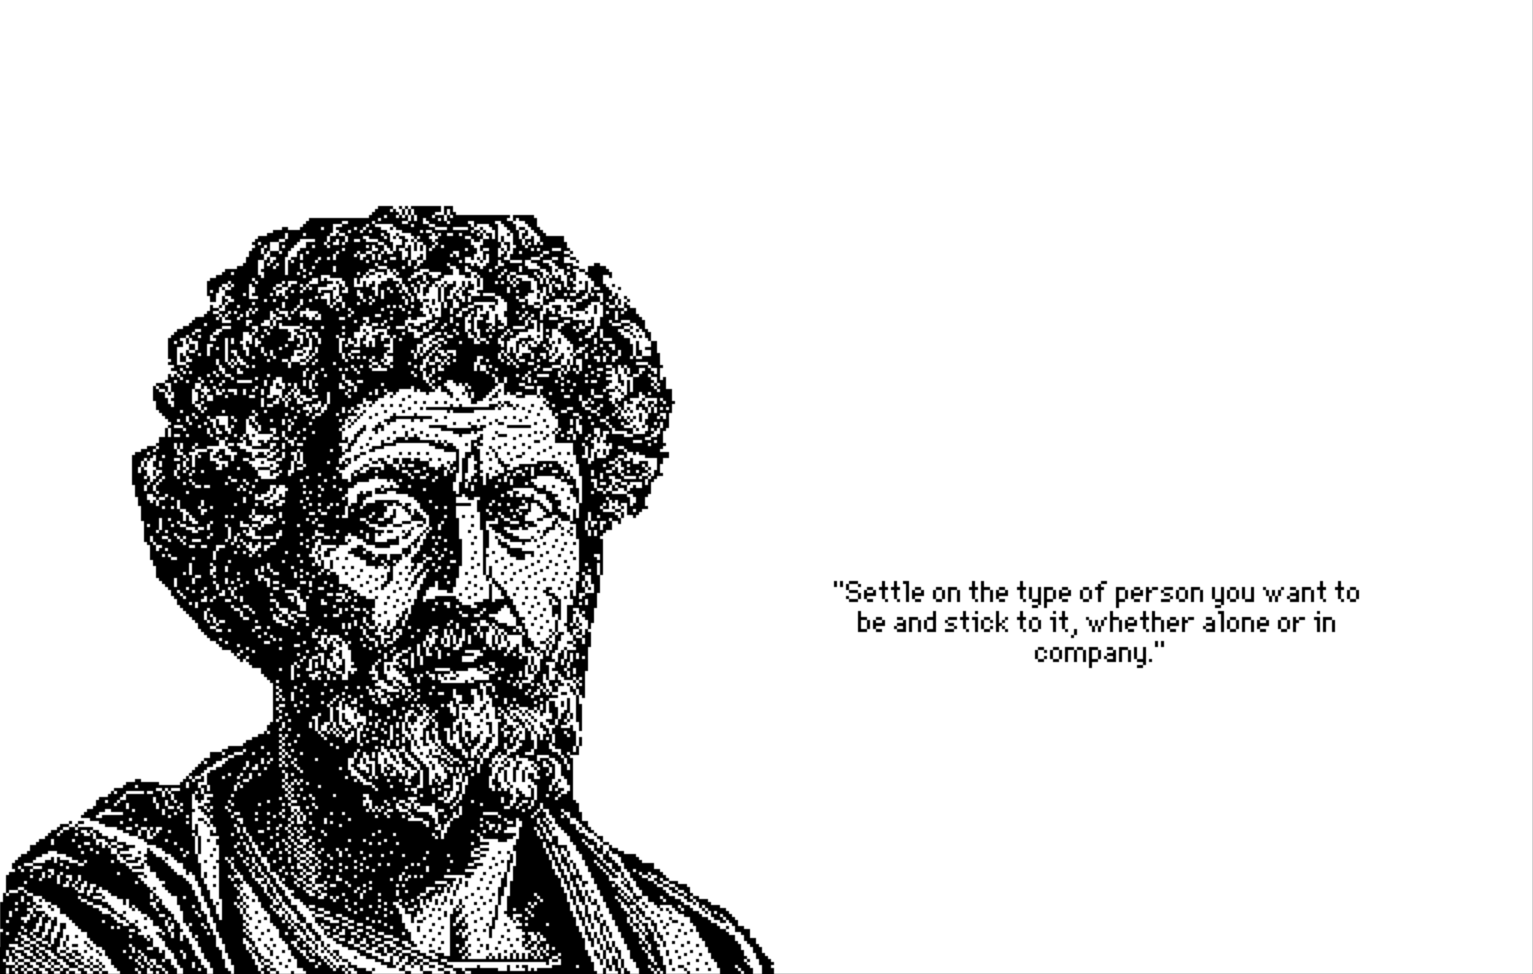 "Settle on the type of person you want to
be and stick to it, whether alone or in
company."